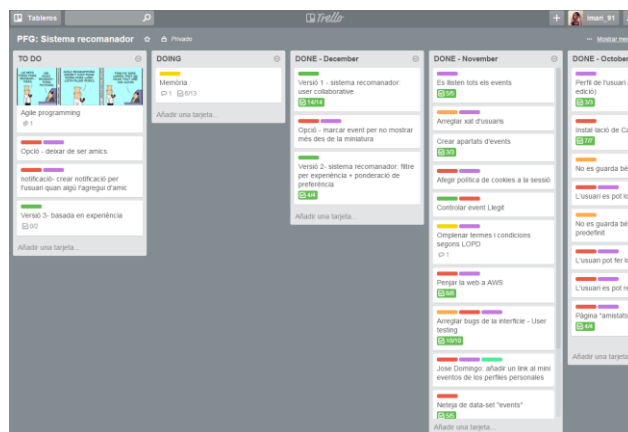 Tableros
Trello
imari_91
PFG: Sistema recomanador
Privado
Mostrar
TO DO
Agile programming
1
Opció - deixar de ser amics
notificació- crear notificació per
l'usuari quan algú l'agregui d'amic
Versió 3- basada en experiència
0/2
Añadir una tarjeta...
DOING
Memòria
1 8/13
Añadir una tarjeta...
DONE - December
Versió 1 - sistema recomanador:
user collaborative
14/14
Opció - marcar event per no mostrar
més des de la miniatura
Versió 2- sistema recomanador: filtre
per experiència + ponderació de
preferència
4/4
Añadir una tarjeta...
DONE - November
Es llisten tots els events
5/5
Arreglar xat d'usuaris
Crear apartats d'events
3/3
Afegir política de cookies a la sessió
Controlar event Llegit
Omplenar termes i condicions
segons LOPD
1
Penjar la web a AWS
8/8
Arreglar bugs de la interfície - User
testing
10/10
Jose Domingo: añadir un link al mini
eventos de los perfiles personales
Neteja de data-set "events"
5/5
Añadir una tarjeta...
DONE - October
Perfil de l'usuari
edició)
3/3
Instal·lació de Ca
7/7
No es guarda bé
L'usuari es pot lo
No es guarda bé
predefinit
L'usuari pot fer l
L'usuari es pot re
Pàgina "amistats
4/4
Añadir una tarjeta